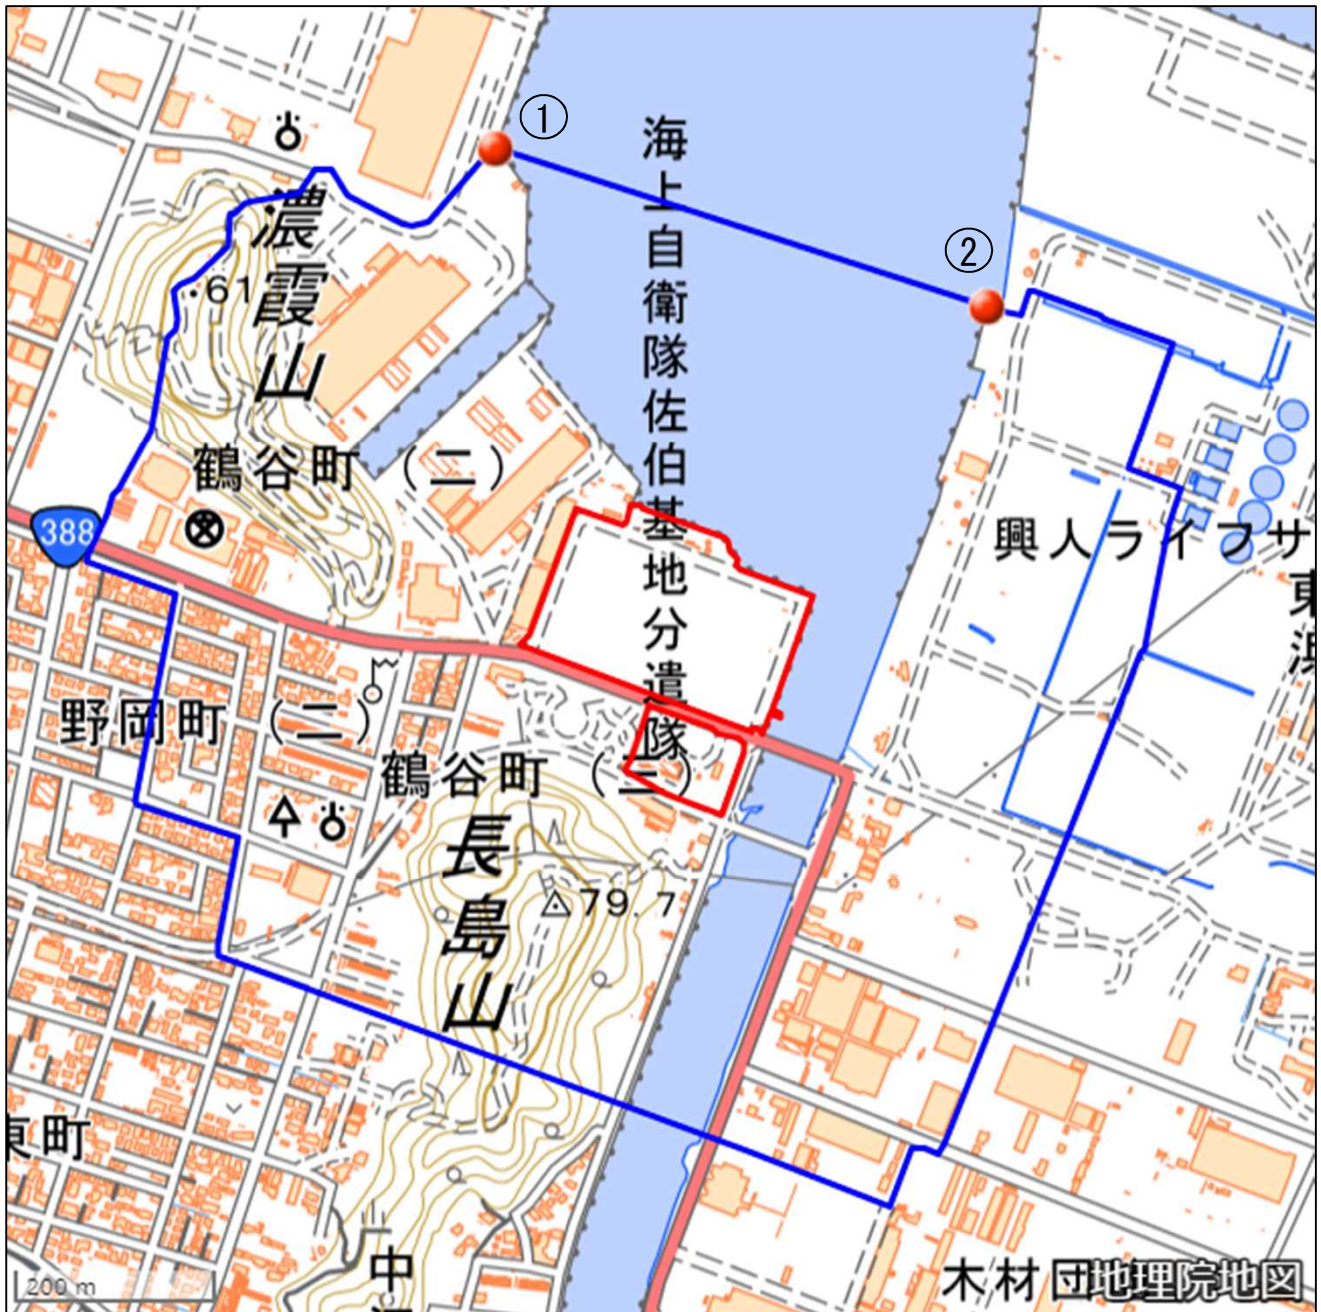 ①
海上自衛隊佐伯基地分遣隊
②
濃霞山
61
鶴谷町（二）
388
興人ライフサ
東浜
野岡町（二）
鶴谷町（三）
長島山
79.7
東町
中
木材団
地理院地図
200 m